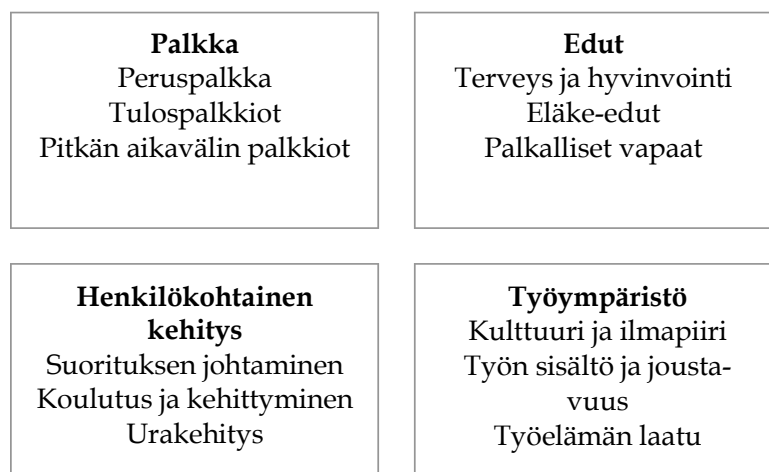 Palkka
Peruspalkka
Tulospalkkiot
Pitkän aikavälin palkkiot
Edut
Terveys ja hyvinvointi
Eläke-edut
Palkalliset vapaat
Henkilökohtainen
kehitys
Suorituksen johtaminen
Koulutus ja kehittyminen
Urakehitys
Työympäristö
Kulttuuri ja ilmapiiri
Työn sisältö ja jousta-
vuus
Työelämän laatu